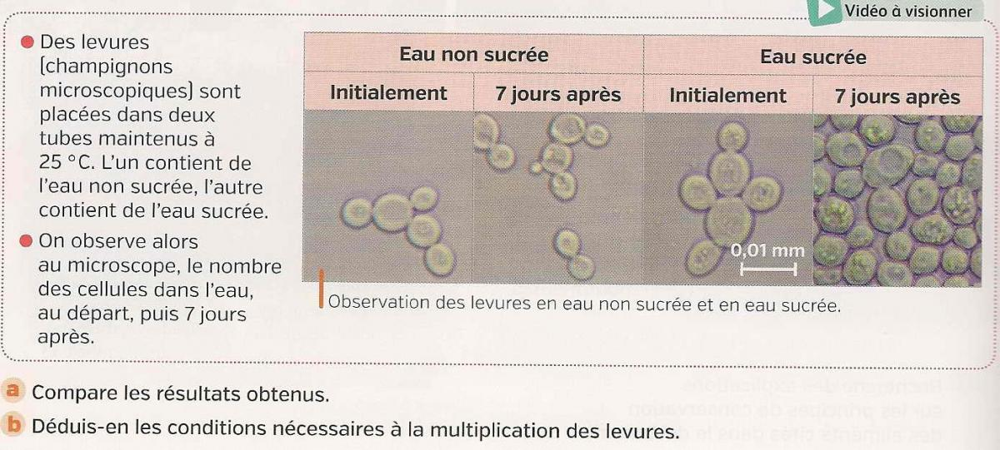 Vidéo à visionner
● Des levures
(champignons
microscopiques) sont
placées dans deux
tubes maintenus à
25 °C. L'un contient de
l'eau non sucrée, l'autre
contient de l'eau sucrée.
● On observe alors
au microscope, le nombre
des cellules dans l'eau,
au départ, puis 7 jours
après.
Eau non sucrée
Eau sucrée
Initialement
7 jours après
Initialement
7 jours après
0,01 mm
Observation des levures en eau non sucrée et en eau sucrée.
a Compare les résultats obtenus.
b Déduis-en les conditions nécessaires à la multiplication des levures.